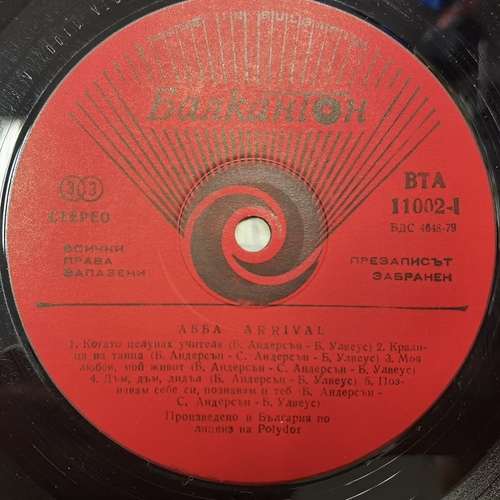 Балкантон
33
СТЕРЕО
ВТА
11002-I
БДС 4648-79
ВСИЧКИ
ПРАВА
ЗАПАЗЕНИ
ПРЕЗАПИСЪТ
ЗАБРАНЕН
АББА ARRIVAL
1. Когато целунах учителя (Б. Андерсън - Б. Улвеус) 2. Крали-
ца на танца (Б. Андерсън - С. Андерсън - Б. Улвеус) 3. Моя
любов, мой живот (Б. Андерсън - С. Андерсън - Б. Улвеус)
4. Дъм, дъм, дидъл (Б. Андерсън - Б. Улвеус) 5. Поз-
навам себе си, познавам и теб (Б. Андерсън -
С. Андерсън - Б. Улвеус)
Произведено в България по
лиценз на Polydor